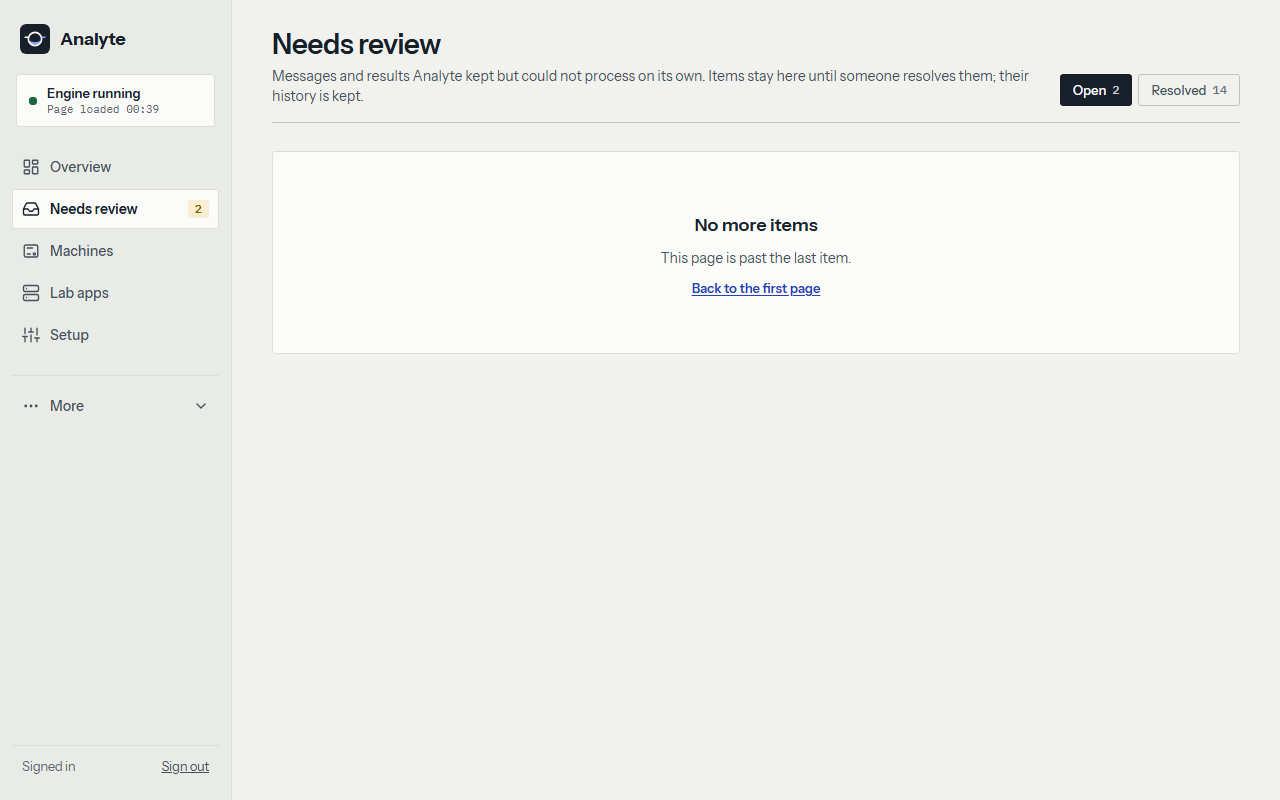 Analyte
Engine running
Page loaded 00:39
Overview
Needs review 2
Machines
Lab apps
Setup
More
Signed in
Sign out
Needs review
Messages and results Analyte kept but could not process on its own. Items stay here until someone resolves them; their
history is kept.
Open 2
Resolved 14
No more items
This page is past the last item.
Back to the first page